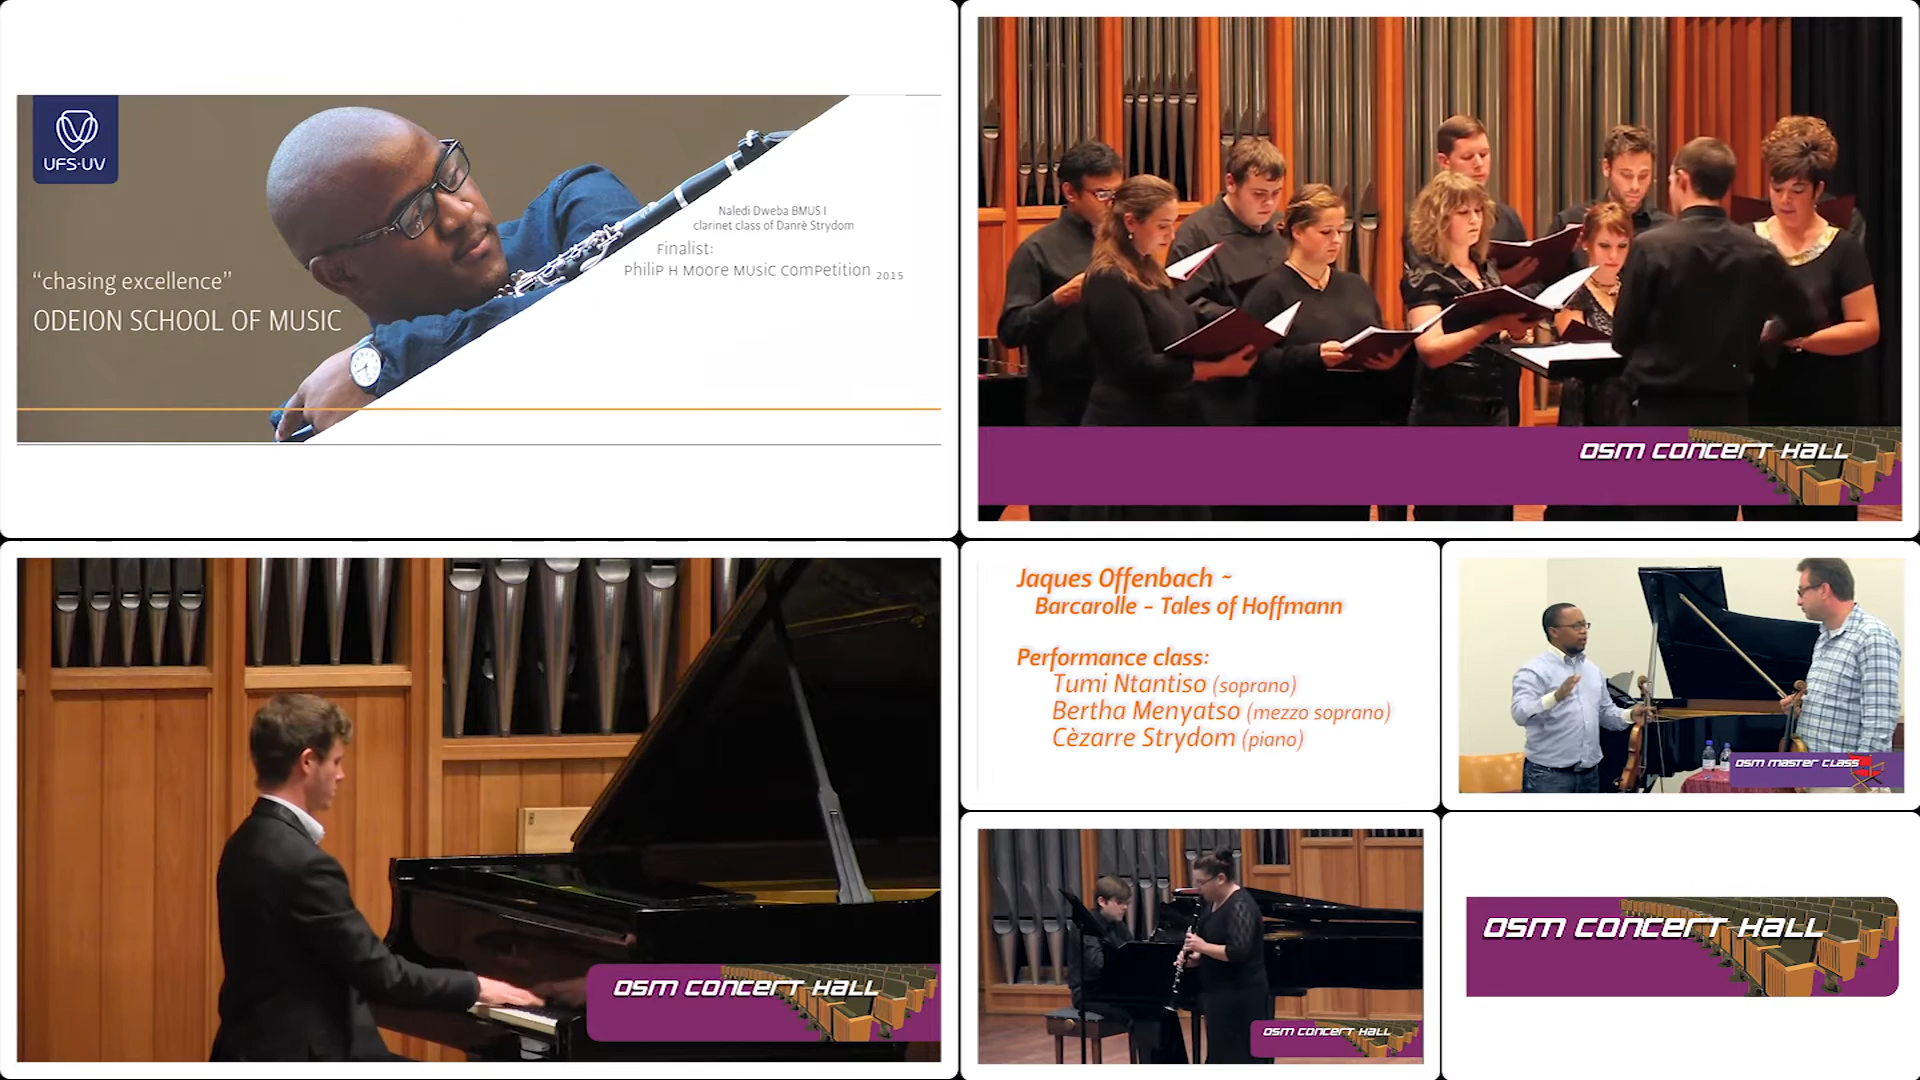 UFS·UV
"chasing excellence"
ODEION SCHOOL OF MUSIC
Naledi Dweba BMUS I
clarinet class of Danrè Strydom
Finalist:
Philip H Moore Music Competition 2015
OSM CONCERT HALL
OSM CONCERT HALL
Jaques Offenbach ~
Barcarolle – Tales of Hoffmann
Performance class:
Tumi Ntantiso (soprano)
Bertha Menyatso (mezzo soprano)
Cèzarre Strydom (piano)
OSM MASTER CLASS
OSM CONCERT HALL
OSM CONCERT HALL